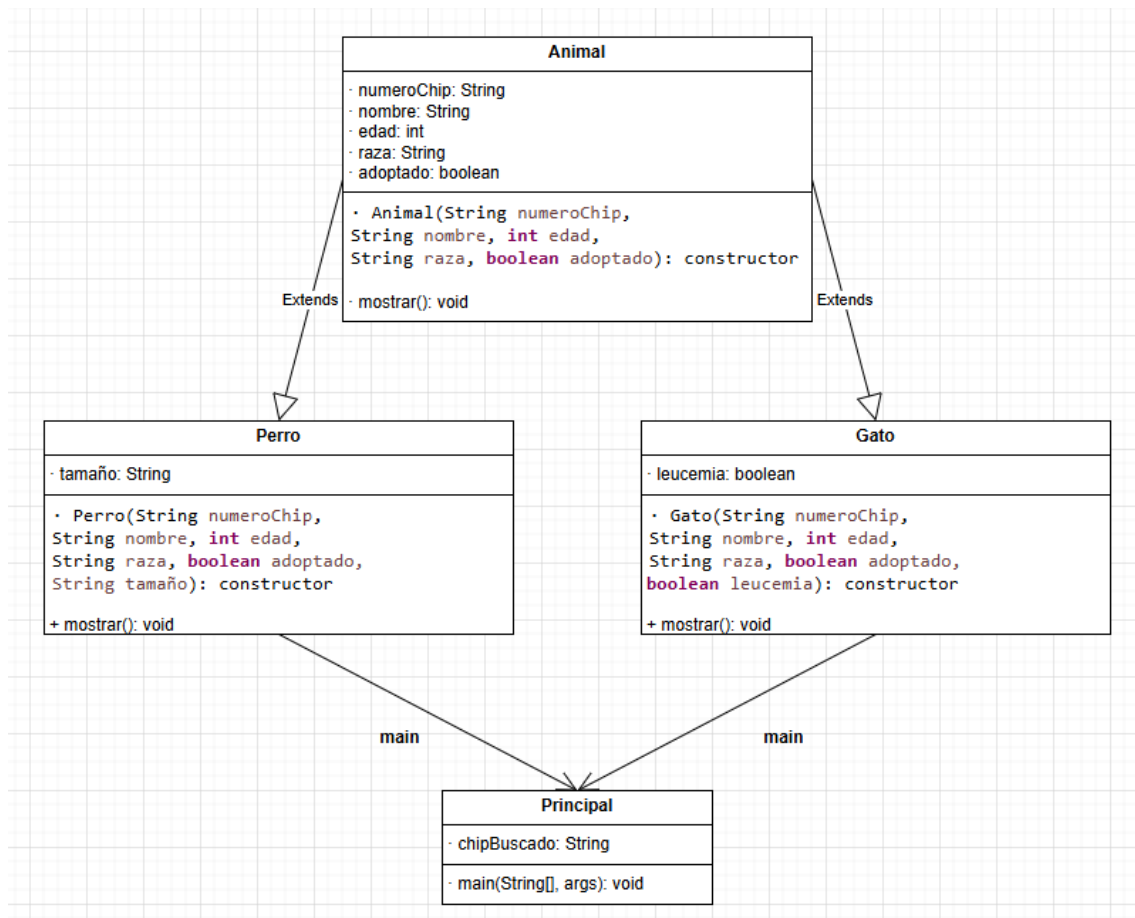 Animal
· numeroChip: String
· nombre: String
· edad: int
· raza: String
· adoptado: boolean
· Animal(String numeroChip,
String nombre, int edad,
String raza, boolean adoptado): constructor
· mostrar(): void
Extends
Extends
Perro
· tamaño: String
· Perro(String numeroChip,
String nombre, int edad,
String raza, boolean adoptado,
String tamaño): constructor
+ mostrar(): void
Gato
· leucemia: boolean
· Gato(String numeroChip,
String nombre, int edad,
String raza, boolean adoptado,
boolean leucemia): constructor
+ mostrar(): void
main
main
Principal
· chipBuscado: String
· main(String[], args): void